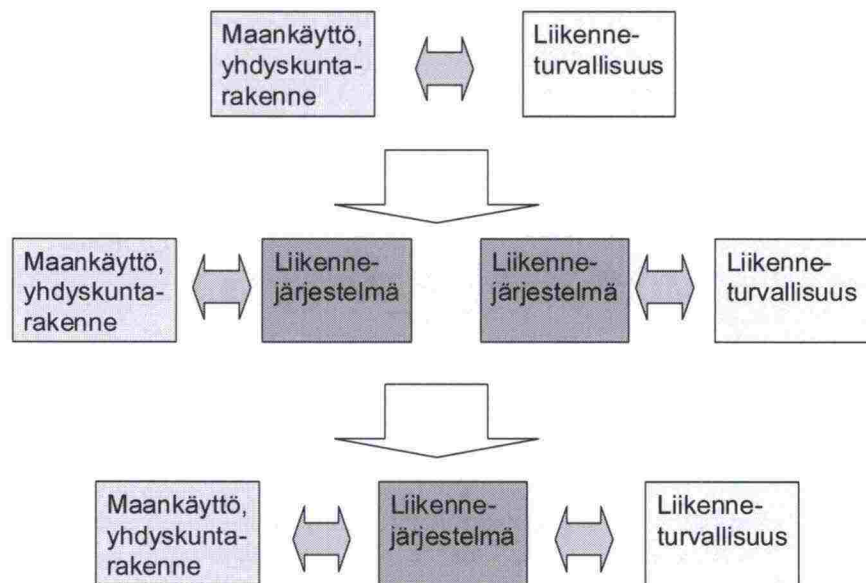 Maankäyttö,
yhdyskunta-
rakenne
Liikenne-
turvallisuus
Maankäyttö,
yhdyskunta-
rakenne
Liikenne-
järjestelmä
Liikenne-
järjestelmä
Liikenne-
turvallisuus
Maankäyttö,
yhdyskunta-
rakenne
Liikenne-
järjestelmä
Liikenne-
turvallisuus